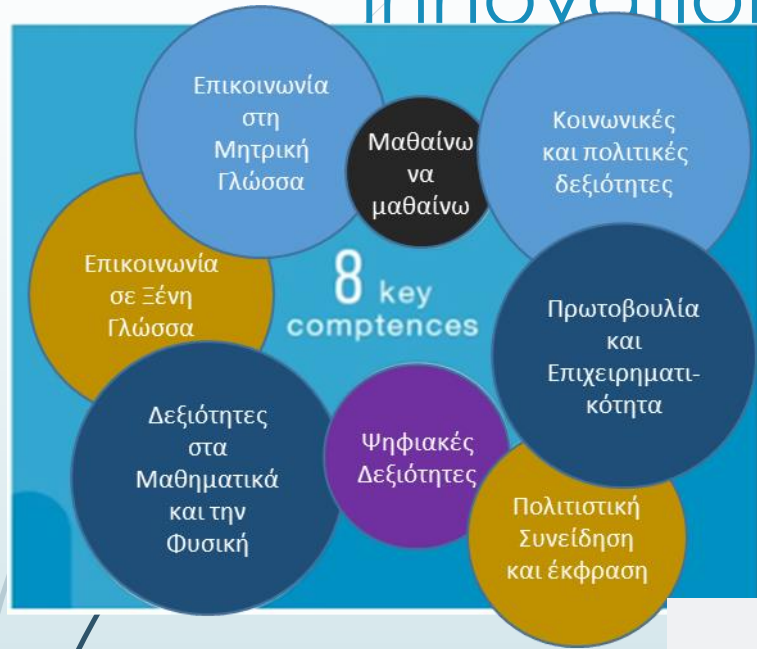 innovation
Επικοινωνία
στη
Μητρική
Γλώσσα
Μαθαίνω
να
μαθαίνω
Κοινωνικές
και πολιτικές
δεξιότητες
Επικοινωνία
σε Ξένη
Γλώσσα
8 key
comptences
Πρωτοβουλία
και
Επιχειρηματι-
κότητα
Δεξιότητες
στα
Μαθηματικά
και την
Φυσική
Ψηφιακές
Δεξιότητες
Πολιτιστική
Συνείδηση
και έκφραση